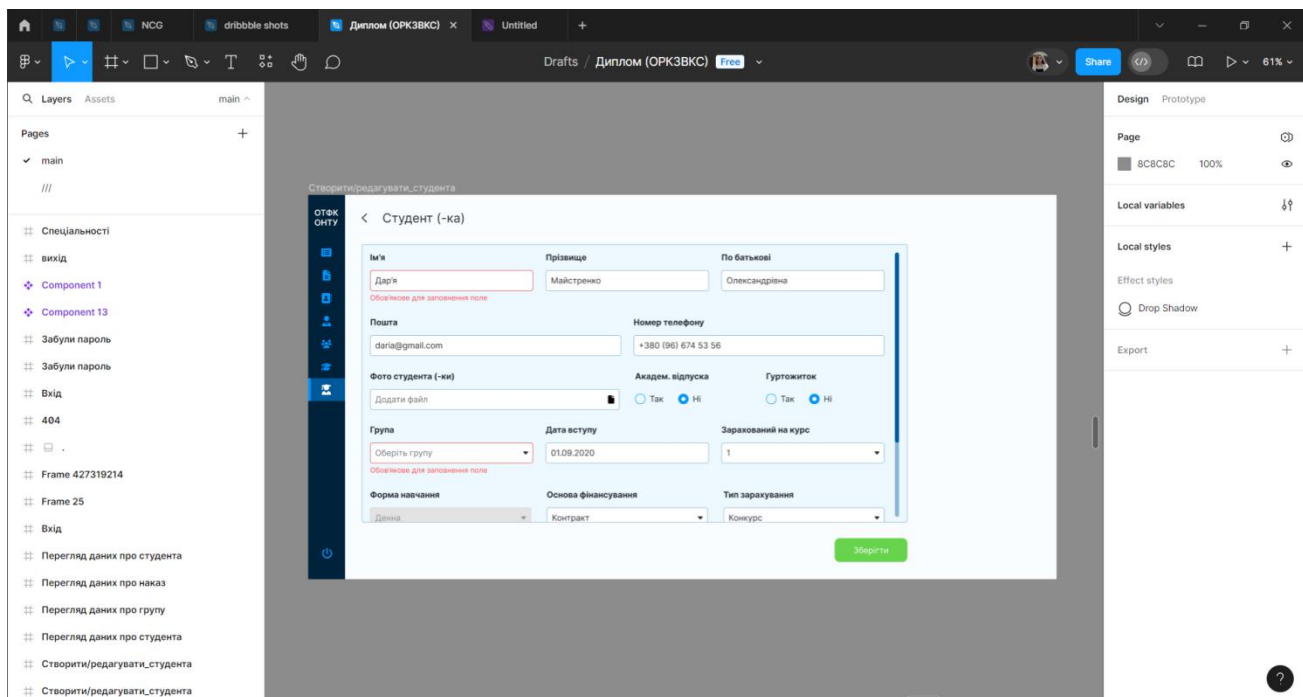 NCG
dribbble shots
Диплом (ОРКЗВКС)
Untitled
Drafts / Диплом (ОРКЗВКС) Free
Share
61%
Layers Assets main
Pages
main
///
Спеціальності
вихід
Component 1
Component 13
Забули пароль
Забули пароль
Вхід
404
.
Frame 427319214
Frame 25
Вхід
Перегляд даних про студента
Перегляд даних про наказ
Перегляд даних про групу
Перегляд даних про студента
Створити/редагувати_студента
Створити/редагувати_студента
Створити/редагувати_студента
ОТФК
ОНТУ
Студент (-ка)
Ім'я Прізвище По батькові
Дар'я Майстренко Олександрівна
Обов'язкове для заповнення поле
Пошта Номер телефону
daria@gmail.com +380 (96) 674 53 56
Фото студента (-ки) Академ. відпуска Гуртожиток
Додати файл Так Ні Так Ні
Група Дата вступу Зарахований на курс
Оберіть групу 01.09.2020 1
Обов'язкове для заповнення поле
Форма навчання Основа фінансування Тип зарахування
Денна Контракт Конкурс
Зберігти
Design Prototype
Page
8C8C8C 100%
Local variables
Local styles
Effect styles
Drop Shadow
Export
?